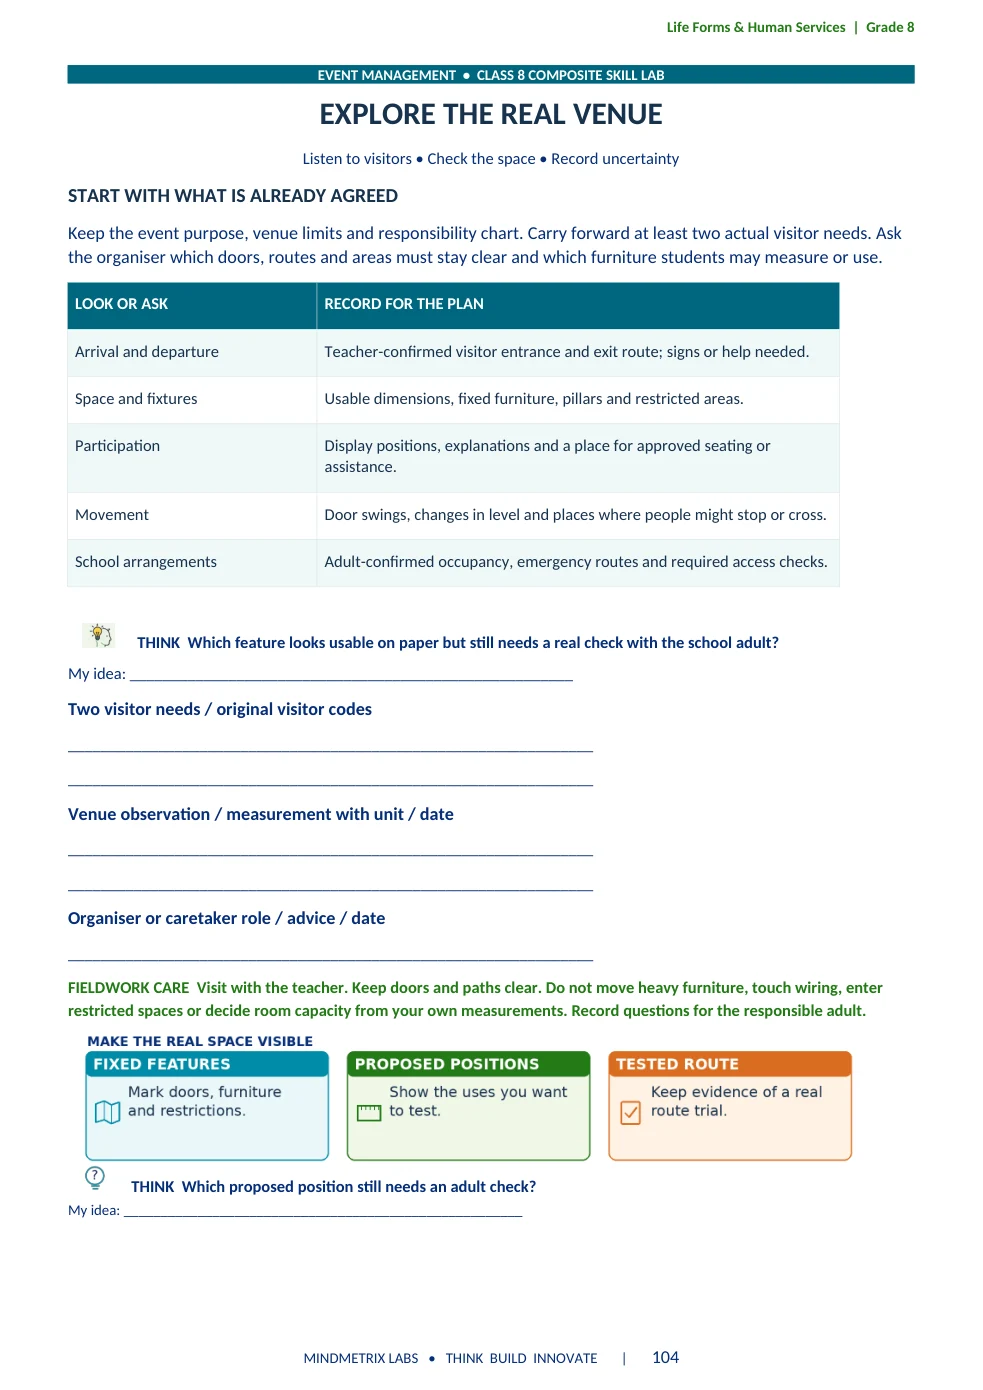 Life Forms & Human Services | Grade 8
EVENT MANAGEMENT ● CLASS 8 COMPOSITE SKILL LAB
EXPLORE THE REAL VENUE
Listen to visitors • Check the space • Record uncertainty
START WITH WHAT IS ALREADY AGREED
Keep the event purpose, venue limits and responsibility chart. Carry forward at least two actual visitor needs. Ask
the organiser which doors, routes and areas must stay clear and which furniture students may measure or use.
LOOK OR ASK
RECORD FOR THE PLAN
Arrival and departure
Teacher-confirmed visitor entrance and exit route; signs or help needed.
Space and fixtures
Usable dimensions, fixed furniture, pillars and restricted areas.
Participation
Display positions, explanations and a place for approved seating or
assistance.
Movement
Door swings, changes in level and places where people might stop or cross.
School arrangements
Adult-confirmed occupancy, emergency routes and required access checks.
THINK Which feature looks usable on paper but still needs a real check with the school adult?
My idea: ____________________________________________________
Two visitor needs / original visitor codes
Venue observation / measurement with unit / date
Organiser or caretaker role / advice / date
FIELDWORK CARE Visit with the teacher. Keep doors and paths clear. Do not move heavy furniture, touch wiring, enter
restricted spaces or decide room capacity from your own measurements. Record questions for the responsible adult.
MAKE THE REAL SPACE VISIBLE
FIXED FEATURES
Mark doors, furniture
and restrictions.
PROPOSED POSITIONS
Show the uses you want
to test.
TESTED ROUTE
Keep evidence of a real
route trial.
?
THINK Which proposed position still needs an adult check?
My idea: ____________________________________________________
MINDMETRIX LABS ● THINK BUILD INNOVATE | 104